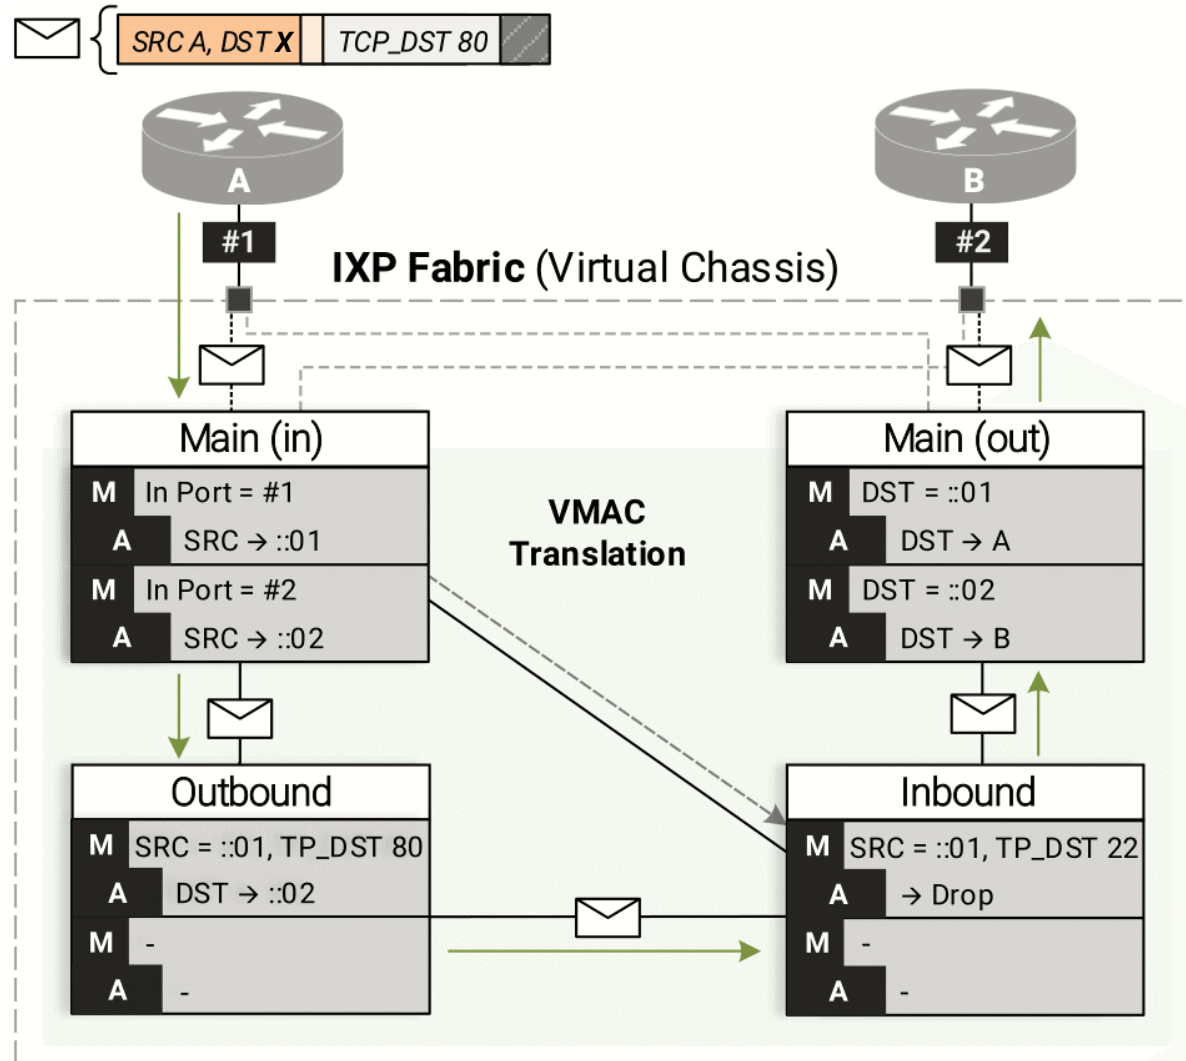 SRC A, DST X TCP_DST 80
A
B
#1
#2
IXP Fabric (Virtual Chassis)
Main (in)
M In Port = #1
A SRC → ::01
M In Port = #2
A SRC → ::02
VMAC
Translation
Main (out)
M DST = ::01
A DST → A
M DST = ::02
A DST → B
Outbound
M SRC = ::01, TP_DST 80
A DST → ::02
M -
A -
Inbound
M SRC = ::01, TP_DST 22
A → Drop
M -
A -